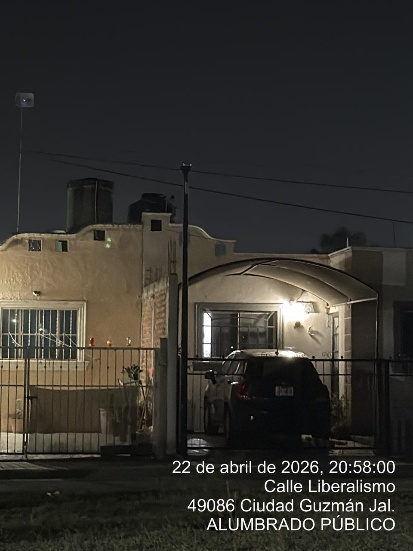 22 de abril de 2026, 20:58:00
Calle Liberalismo
49086 Ciudad Guzmán Jal.
ALUMBRADO PÚBLICO